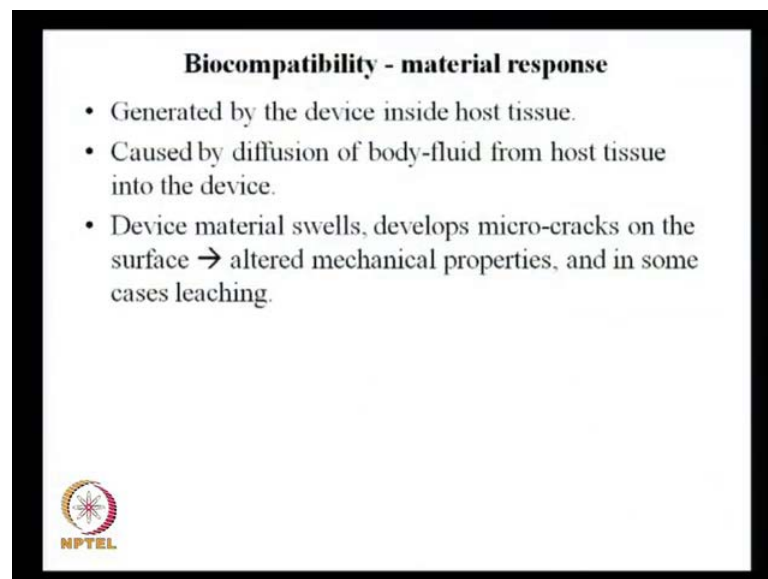 Biocompatibility - material response
• Generated by the device inside host tissue.
• Caused by diffusion of body-fluid from host tissue
into the device.
• Device material swells, develops micro-cracks on the
surface → altered mechanical properties, and in some
cases leaching.
NPTEL